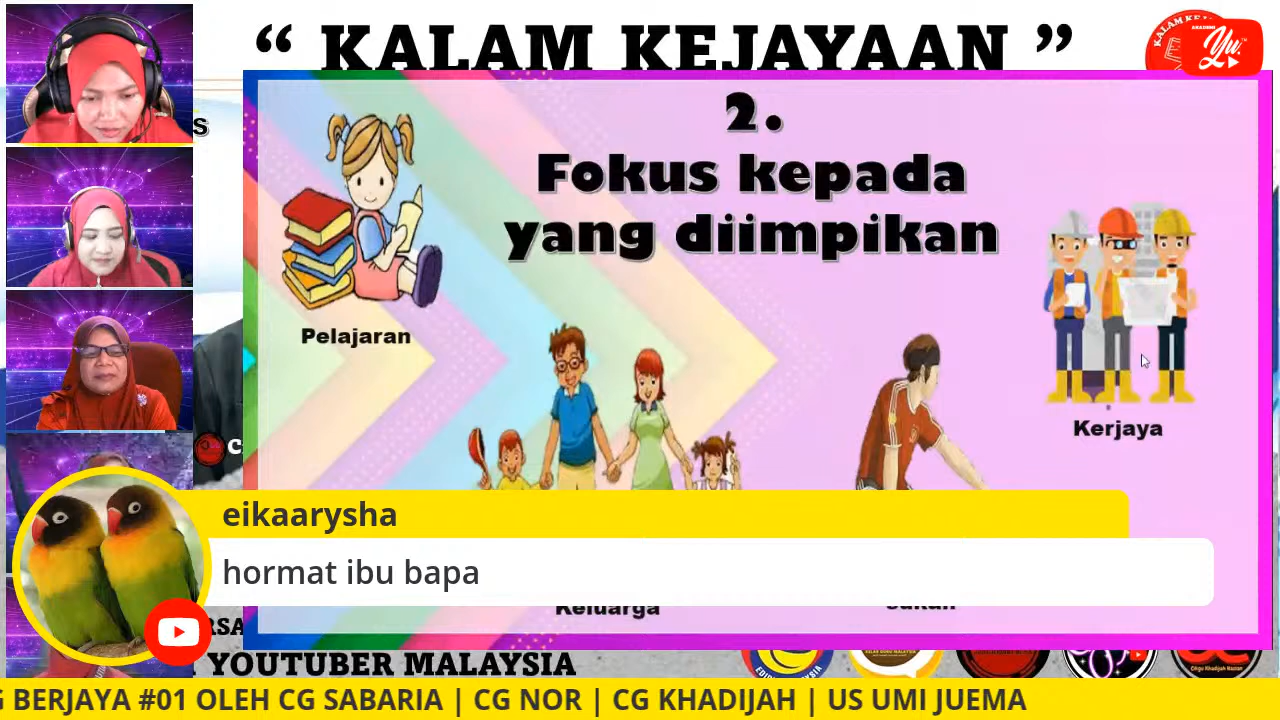 “ KALAM KEJAYAAN ”
2.
Fokus kepada
yang diimpikan
Pelajaran
Kerjaya
eikaarysha
hormat ibu bapa
Keluarga
Sukan
YOUTUBER MALAYSIA
BERJAYA #01 OLEH CG SABARIA | CG NOR | CG KHADIJAH | US UMI JUEMA